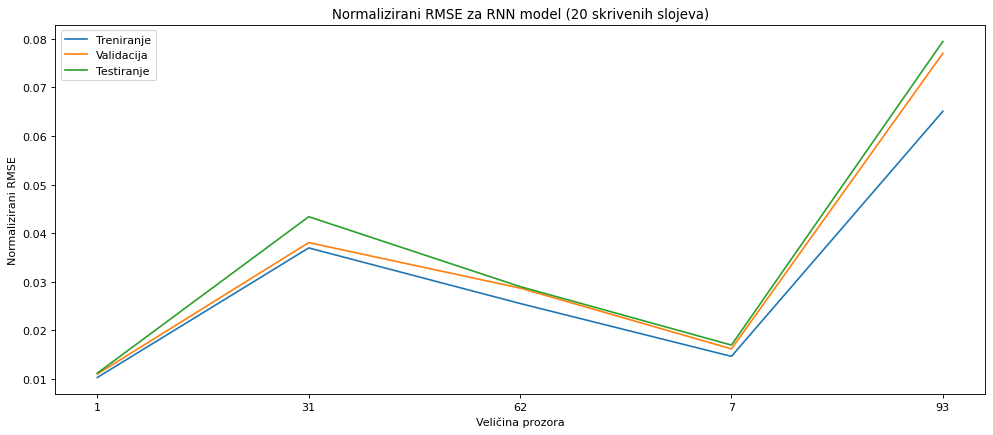 Normalizirani RMSE za RNN model (20 skrivenih slojeva)
Treniranje
Validacija
Testiranje
Normalizirani RMSE
0.08
0.07
0.06
0.05
0.04
0.03
0.02
0.01
1
31
62
7
93
Veličina prozora